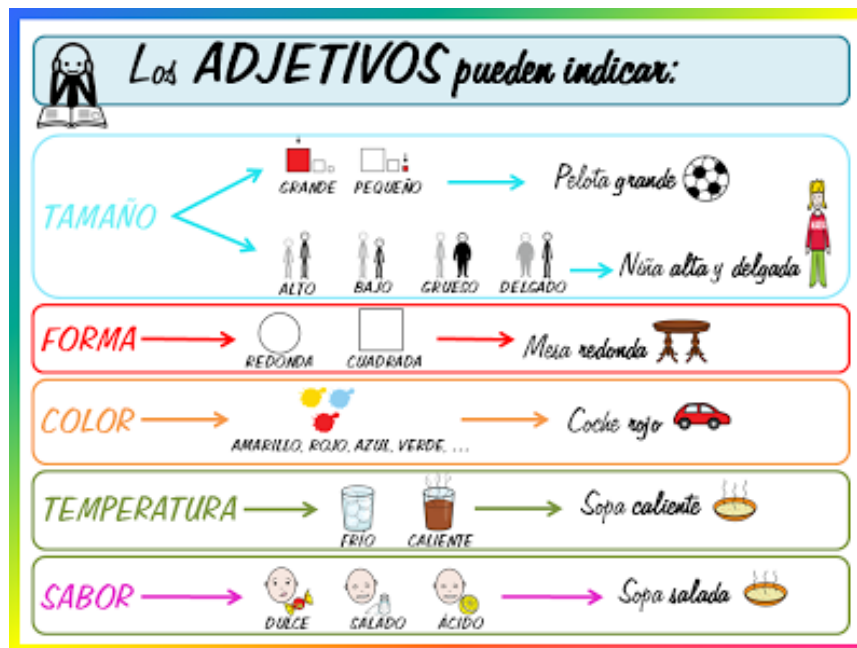 Los ADJETIVOS pueden indicar:
TAMAÑO
GRANDE PEQUEÑO
Pelota grande
ALTO BAJO GRUESO DELGADO
Niña alta y delgada
FORMA
REDONDA CUADRADA
Mesa redonda
COLOR
AMARILLO, ROJO, AZUL, VERDE, ...
Coche rojo
TEMPERATURA
FRÍO CALIENTE
Sopa caliente
SABOR
DULCE SALADO ÁCIDO
Sopa salada